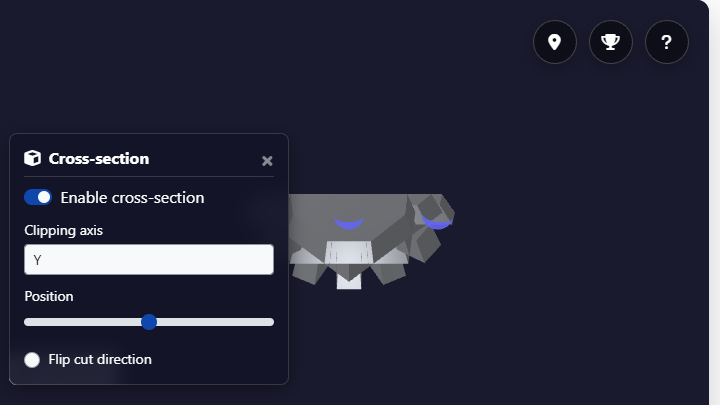 ?
Cross-section
Enable cross-section
Clipping axis
Y
Position
Flip cut direction